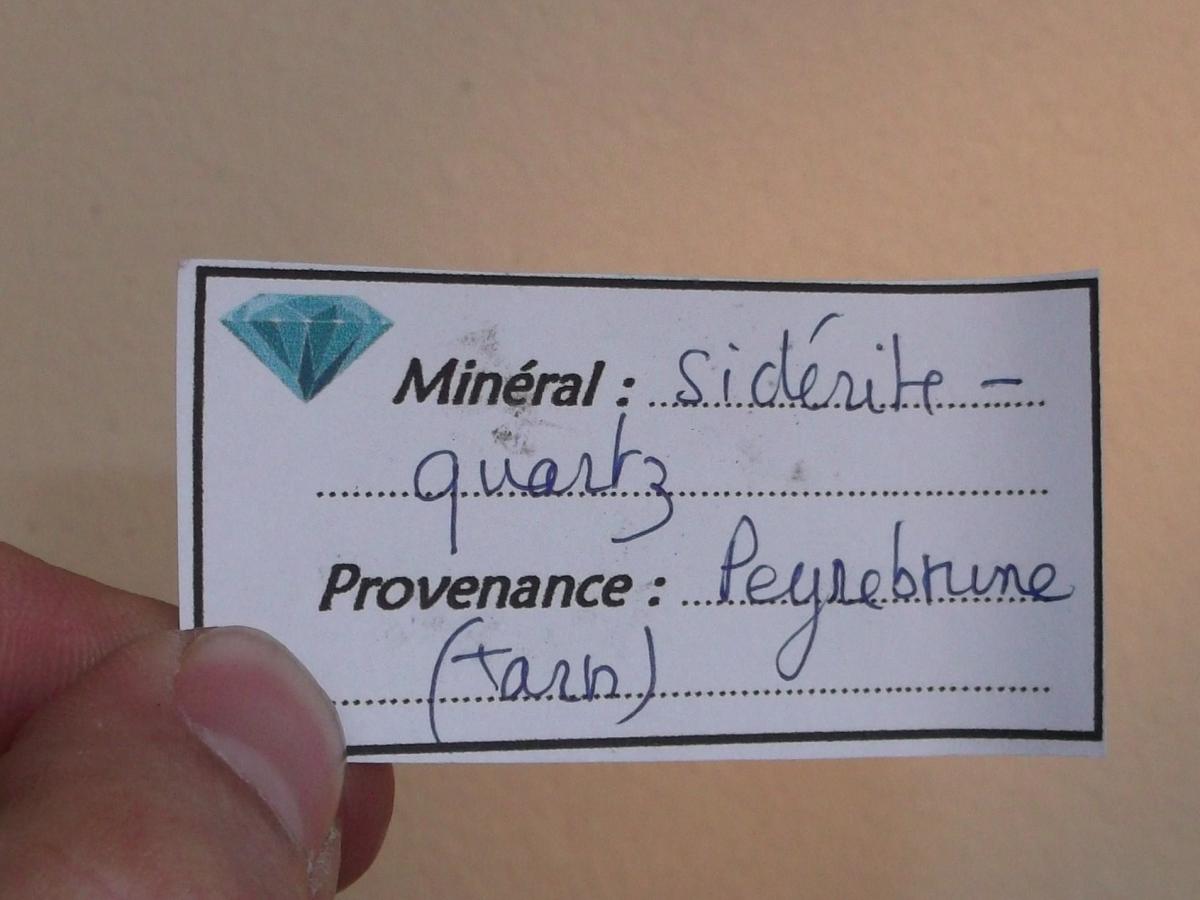 Minéral : sidérite -
quartz
Provenance : Peyrebrune
(tarn)